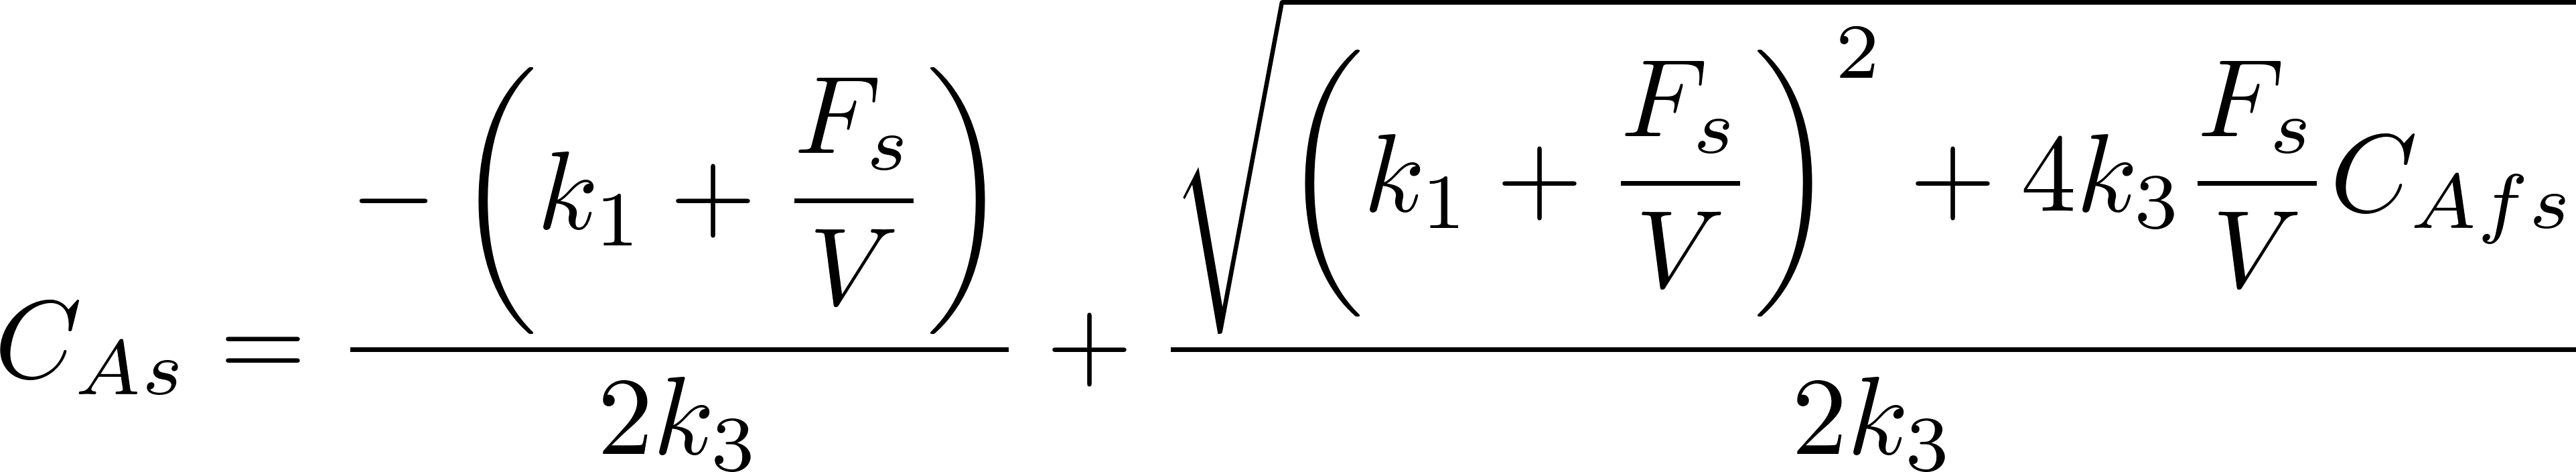 $C_{As} = \frac{-\left(k_1 + \frac{F_s}{V}\right)}{2k_3} + \frac{\sqrt{\left(k_1 + \frac{F_s}{V}\right)^2 + 4k_3\frac{F_s}{V}C_{Afs}}}{2k_3}$